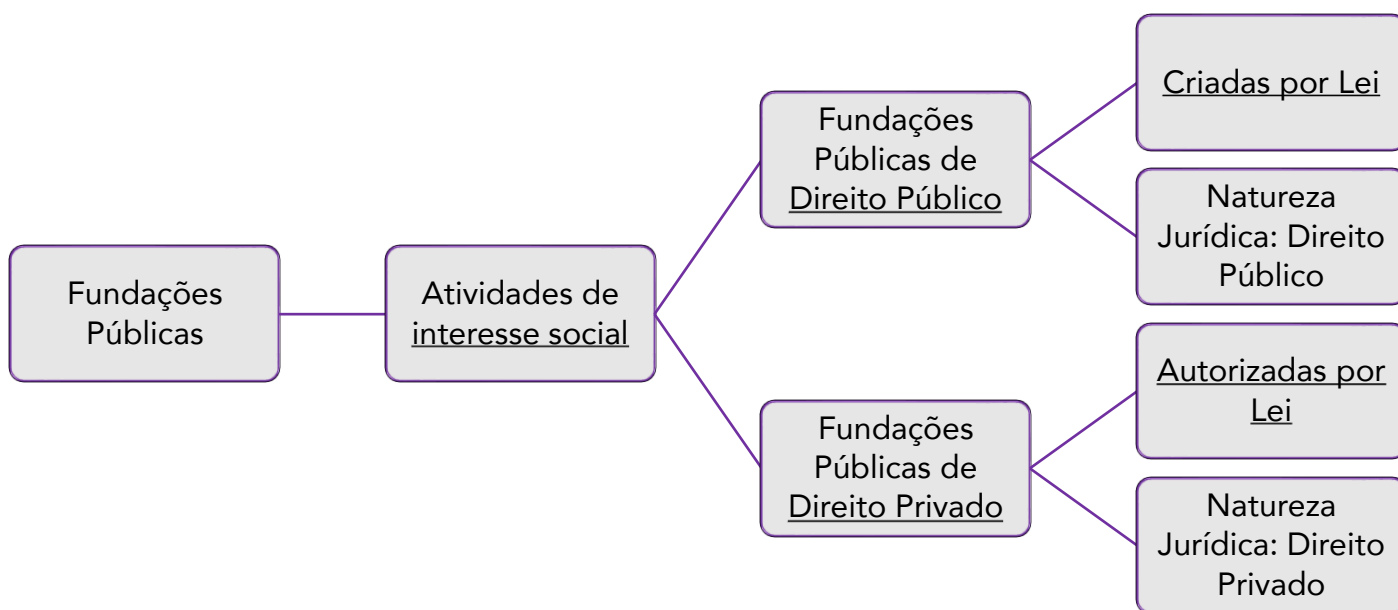 Fundações
Públicas
Atividades de
interesse social
Fundações
Públicas de
Direito Público
Criadas por Lei
Natureza
Jurídica: Direito
Público
Fundações
Públicas de
Direito Privado
Autorizadas por
Lei
Natureza
Jurídica: Direito
Privado